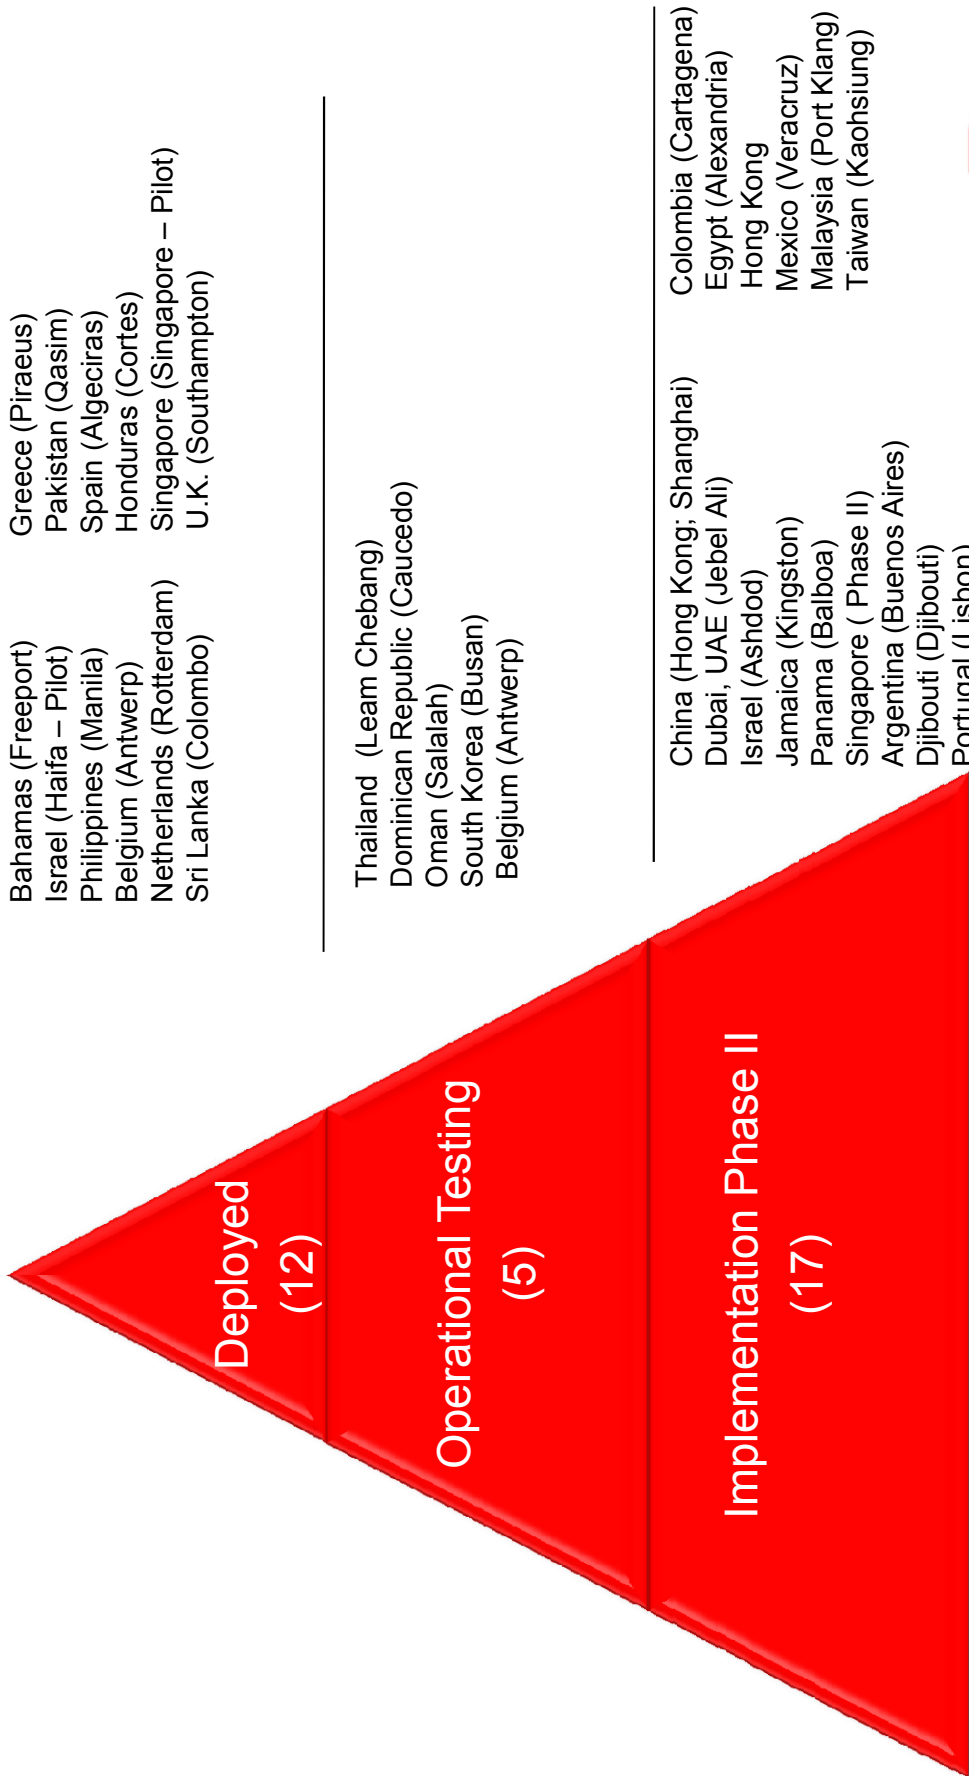 Deployed
(12)
Bahamas (Freeport)
Israel (Haifa – Pilot)
Philippines (Manila)
Belgium (Antwerp)
Netherlands (Rotterdam)
Sri Lanka (Colombo)
Greece (Piraeus)
Pakistan (Qasim)
Spain (Algeciras)
Honduras (Cortes)
Singapore (Singapore – Pilot)
U.K. (Southampton)
Operational Testing
(5)
Thailand (Leam Chebang)
Dominican Republic (Caucedo)
Oman (Salalah)
South Korea (Busan)
Belgium (Antwerp)
Implementation Phase II
(17)
China (Hong Kong; Shanghai)
Dubai, UAE (Jebel Ali)
Israel (Ashdod)
Jamaica (Kingston)
Panama (Balboa)
Singapore ( Phase II)
Argentina (Buenos Aires)
Djibouti (Djibouti)
Portugal (Lisbon)
Colombia (Cartagena)
Egypt (Alexandria)
Hong Kong
Mexico (Veracruz)
Malaysia (Port Klang)
Taiwan (Kaohsiung)